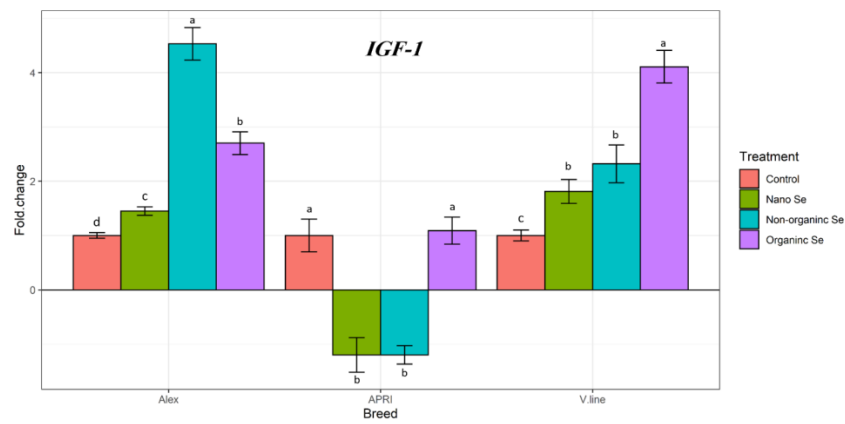 IGF-1
a
b
c
d
a
a
b
b
a
b
b
c
4
2
0
Fold.change
Alex
APRI
V.line
Breed
Treatment
Control
Nano Se
Non-organinc Se
Organinc Se